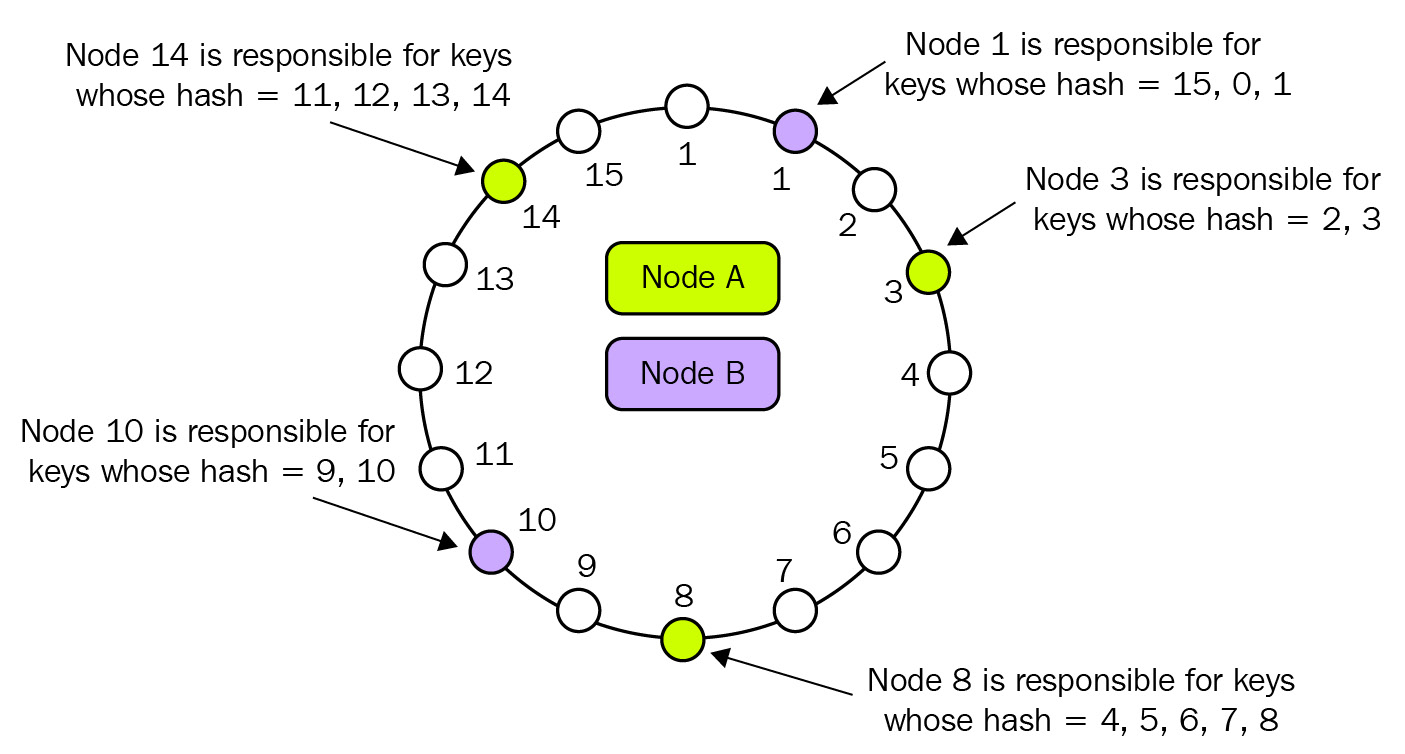 Node 14 is responsible for keys
whose hash = 11, 12, 13, 14
Node 1 is responsible for
keys whose hash = 15, 0, 1
Node 3 is responsible for
keys whose hash = 2, 3
15
1
1
14
2
13
3
Node A
12
4
Node B
Node 10 is responsible for
keys whose hash = 9, 10
11
5
10
6
9
7
8
Node 8 is responsible for keys
whose hash = 4, 5, 6, 7, 8